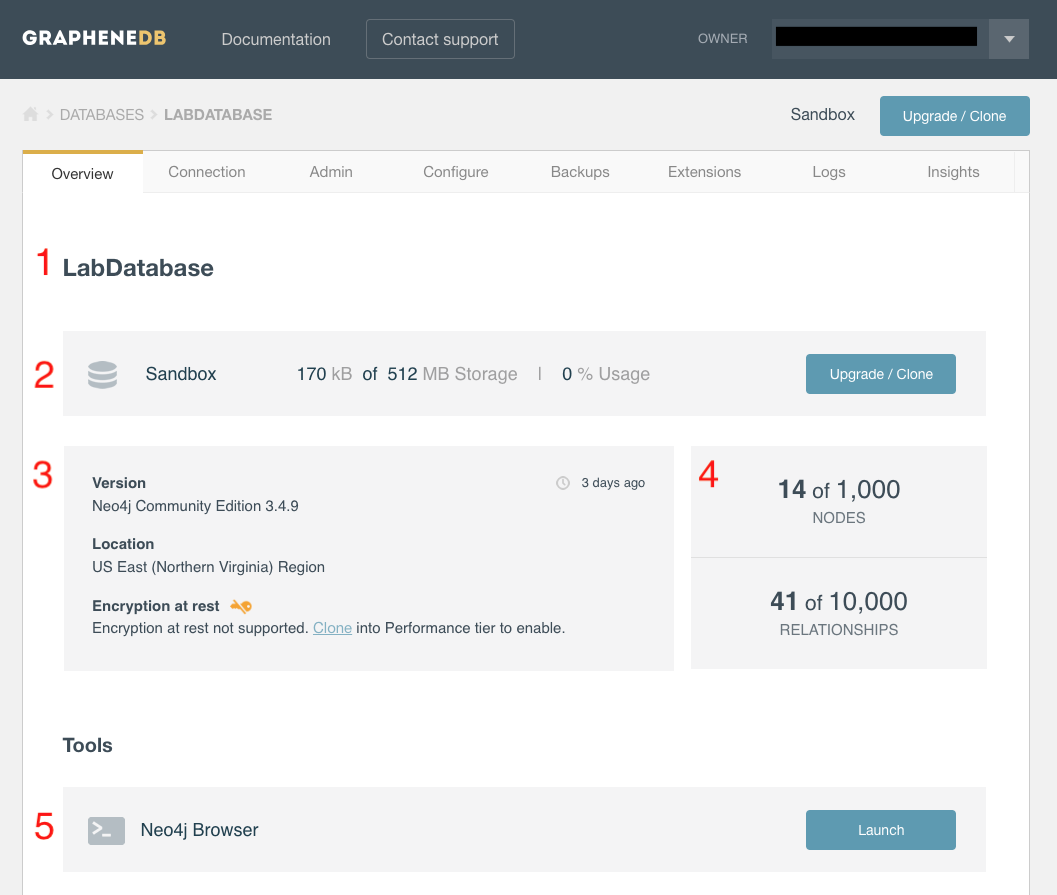 GRAPHENEDB Documentation Contact support OWNER
DATABASES > LABDATABASE Sandbox Upgrade / Clone
Overview Connection Admin Configure Backups Extensions Logs Insights
1 LabDatabase
2 Sandbox 170 kB of 512 MB Storage | 0 % Usage Upgrade / Clone
3 Version 3 days ago
Neo4j Community Edition 3.4.9
Location
US East (Northern Virginia) Region
Encryption at rest
Encryption at rest not supported. Clone into Performance tier to enable.
4 14 of 1,000
NODES
41 of 10,000
RELATIONSHIPS
Tools
5 Neo4j Browser Launch